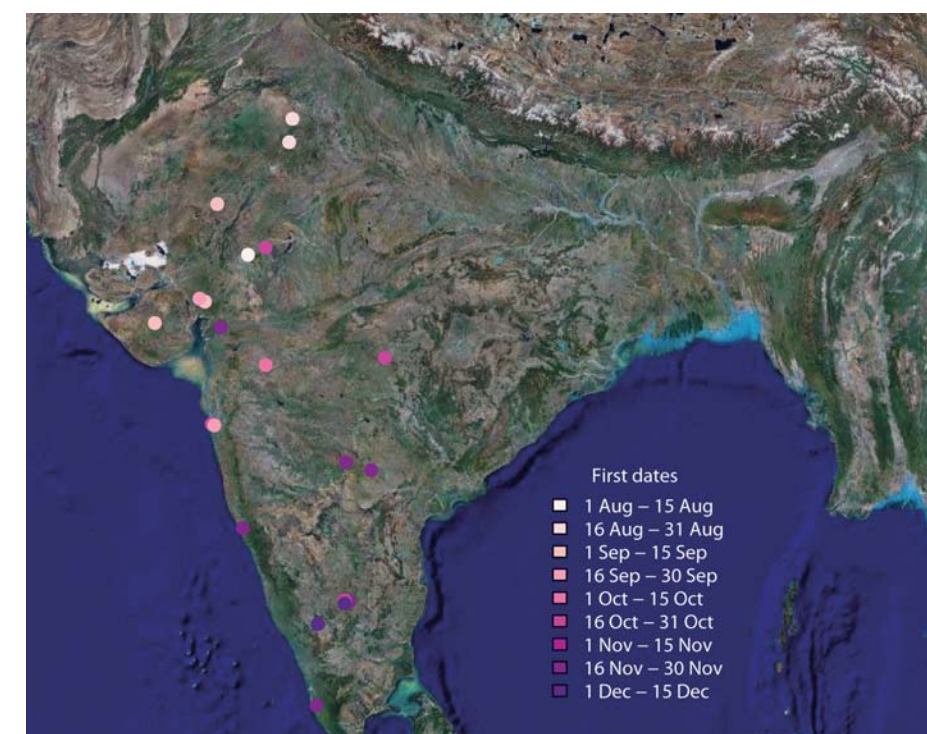 First dates
1 Aug – 15 Aug
16 Aug – 31 Aug
1 Sep – 15 Sep
16 Sep – 30 Sep
1 Oct – 15 Oct
16 Oct – 31 Oct
1 Nov – 15 Nov
16 Nov – 30 Nov
1 Dec – 15 Dec